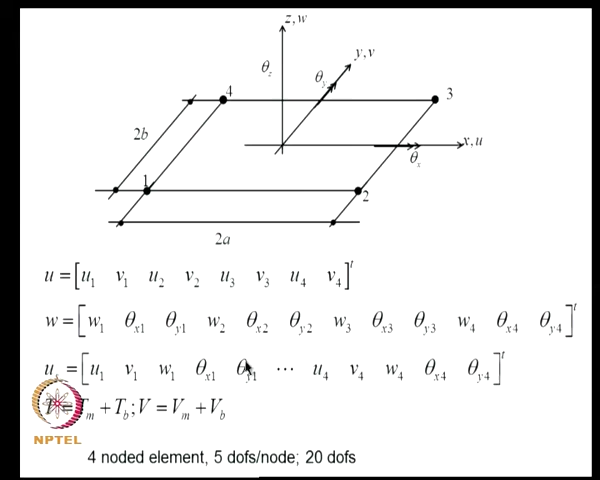 z, w
y, v
θz
θy
4
3
2b
x, u
θx
1
2
2a
u = [u1 v1 u2 v2 u3 v3 u4 v4]^t
w = [w1 θx1 θy1 w2 θx2 θy2 w3 θx3 θy3 w4 θx4 θy4]^t
= [u1 v1 w1 θx1 θy1 ··· u4 v4 w4 θx4 θy4]^t
T = Tm + Tb; V = Vm + Vb
NPTEL
4 noded element, 5 dofs/node; 20 dofs